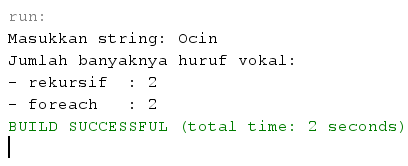 run:
Masukkan string: Ocin
Jumlah banyaknya huruf vokal:
- rekursif  : 2
- foreach   : 2
BUILD SUCCESSFUL (total time: 2 seconds)